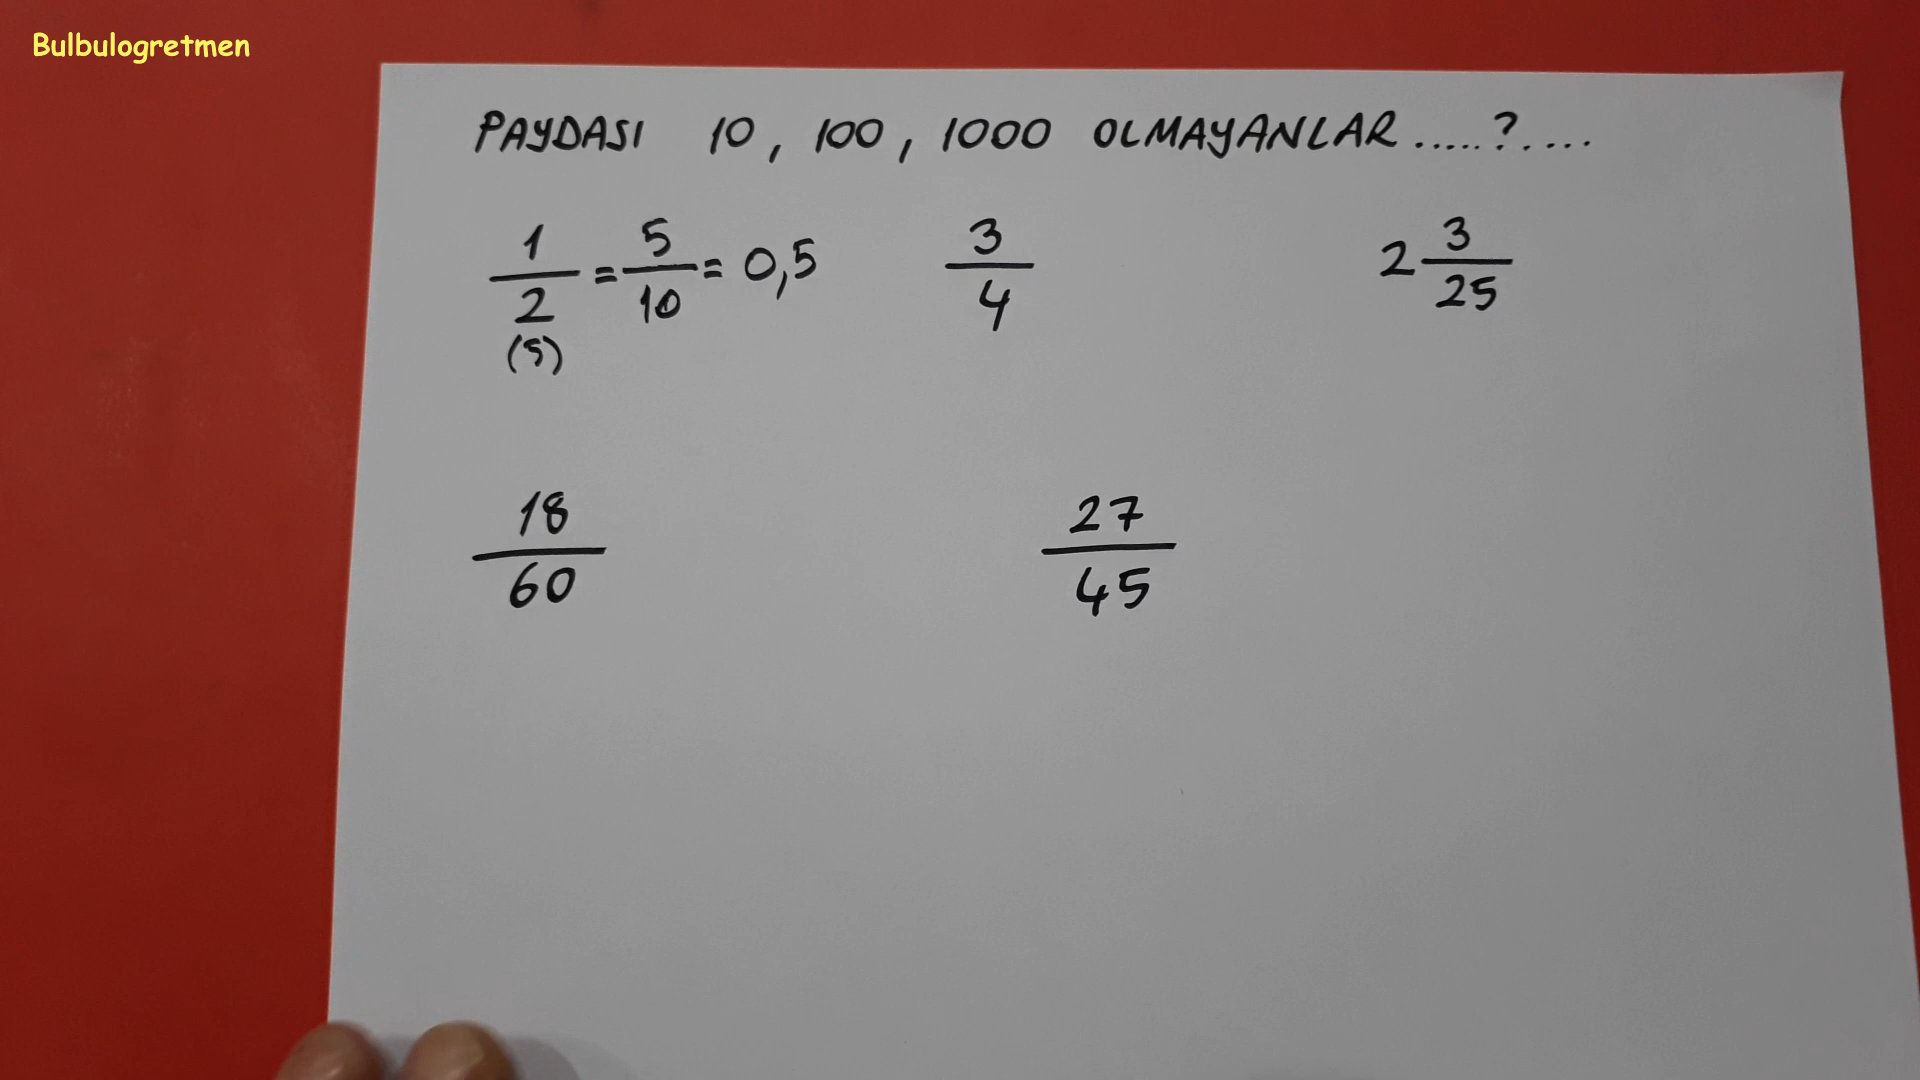 Bulbulogretmen
PAYDASI 10, 100, 1000 OLMAYANLAR.....?....
1/2 = 5/10 = 0,5
(5)
3/4
2 3/25
18/60
27/45